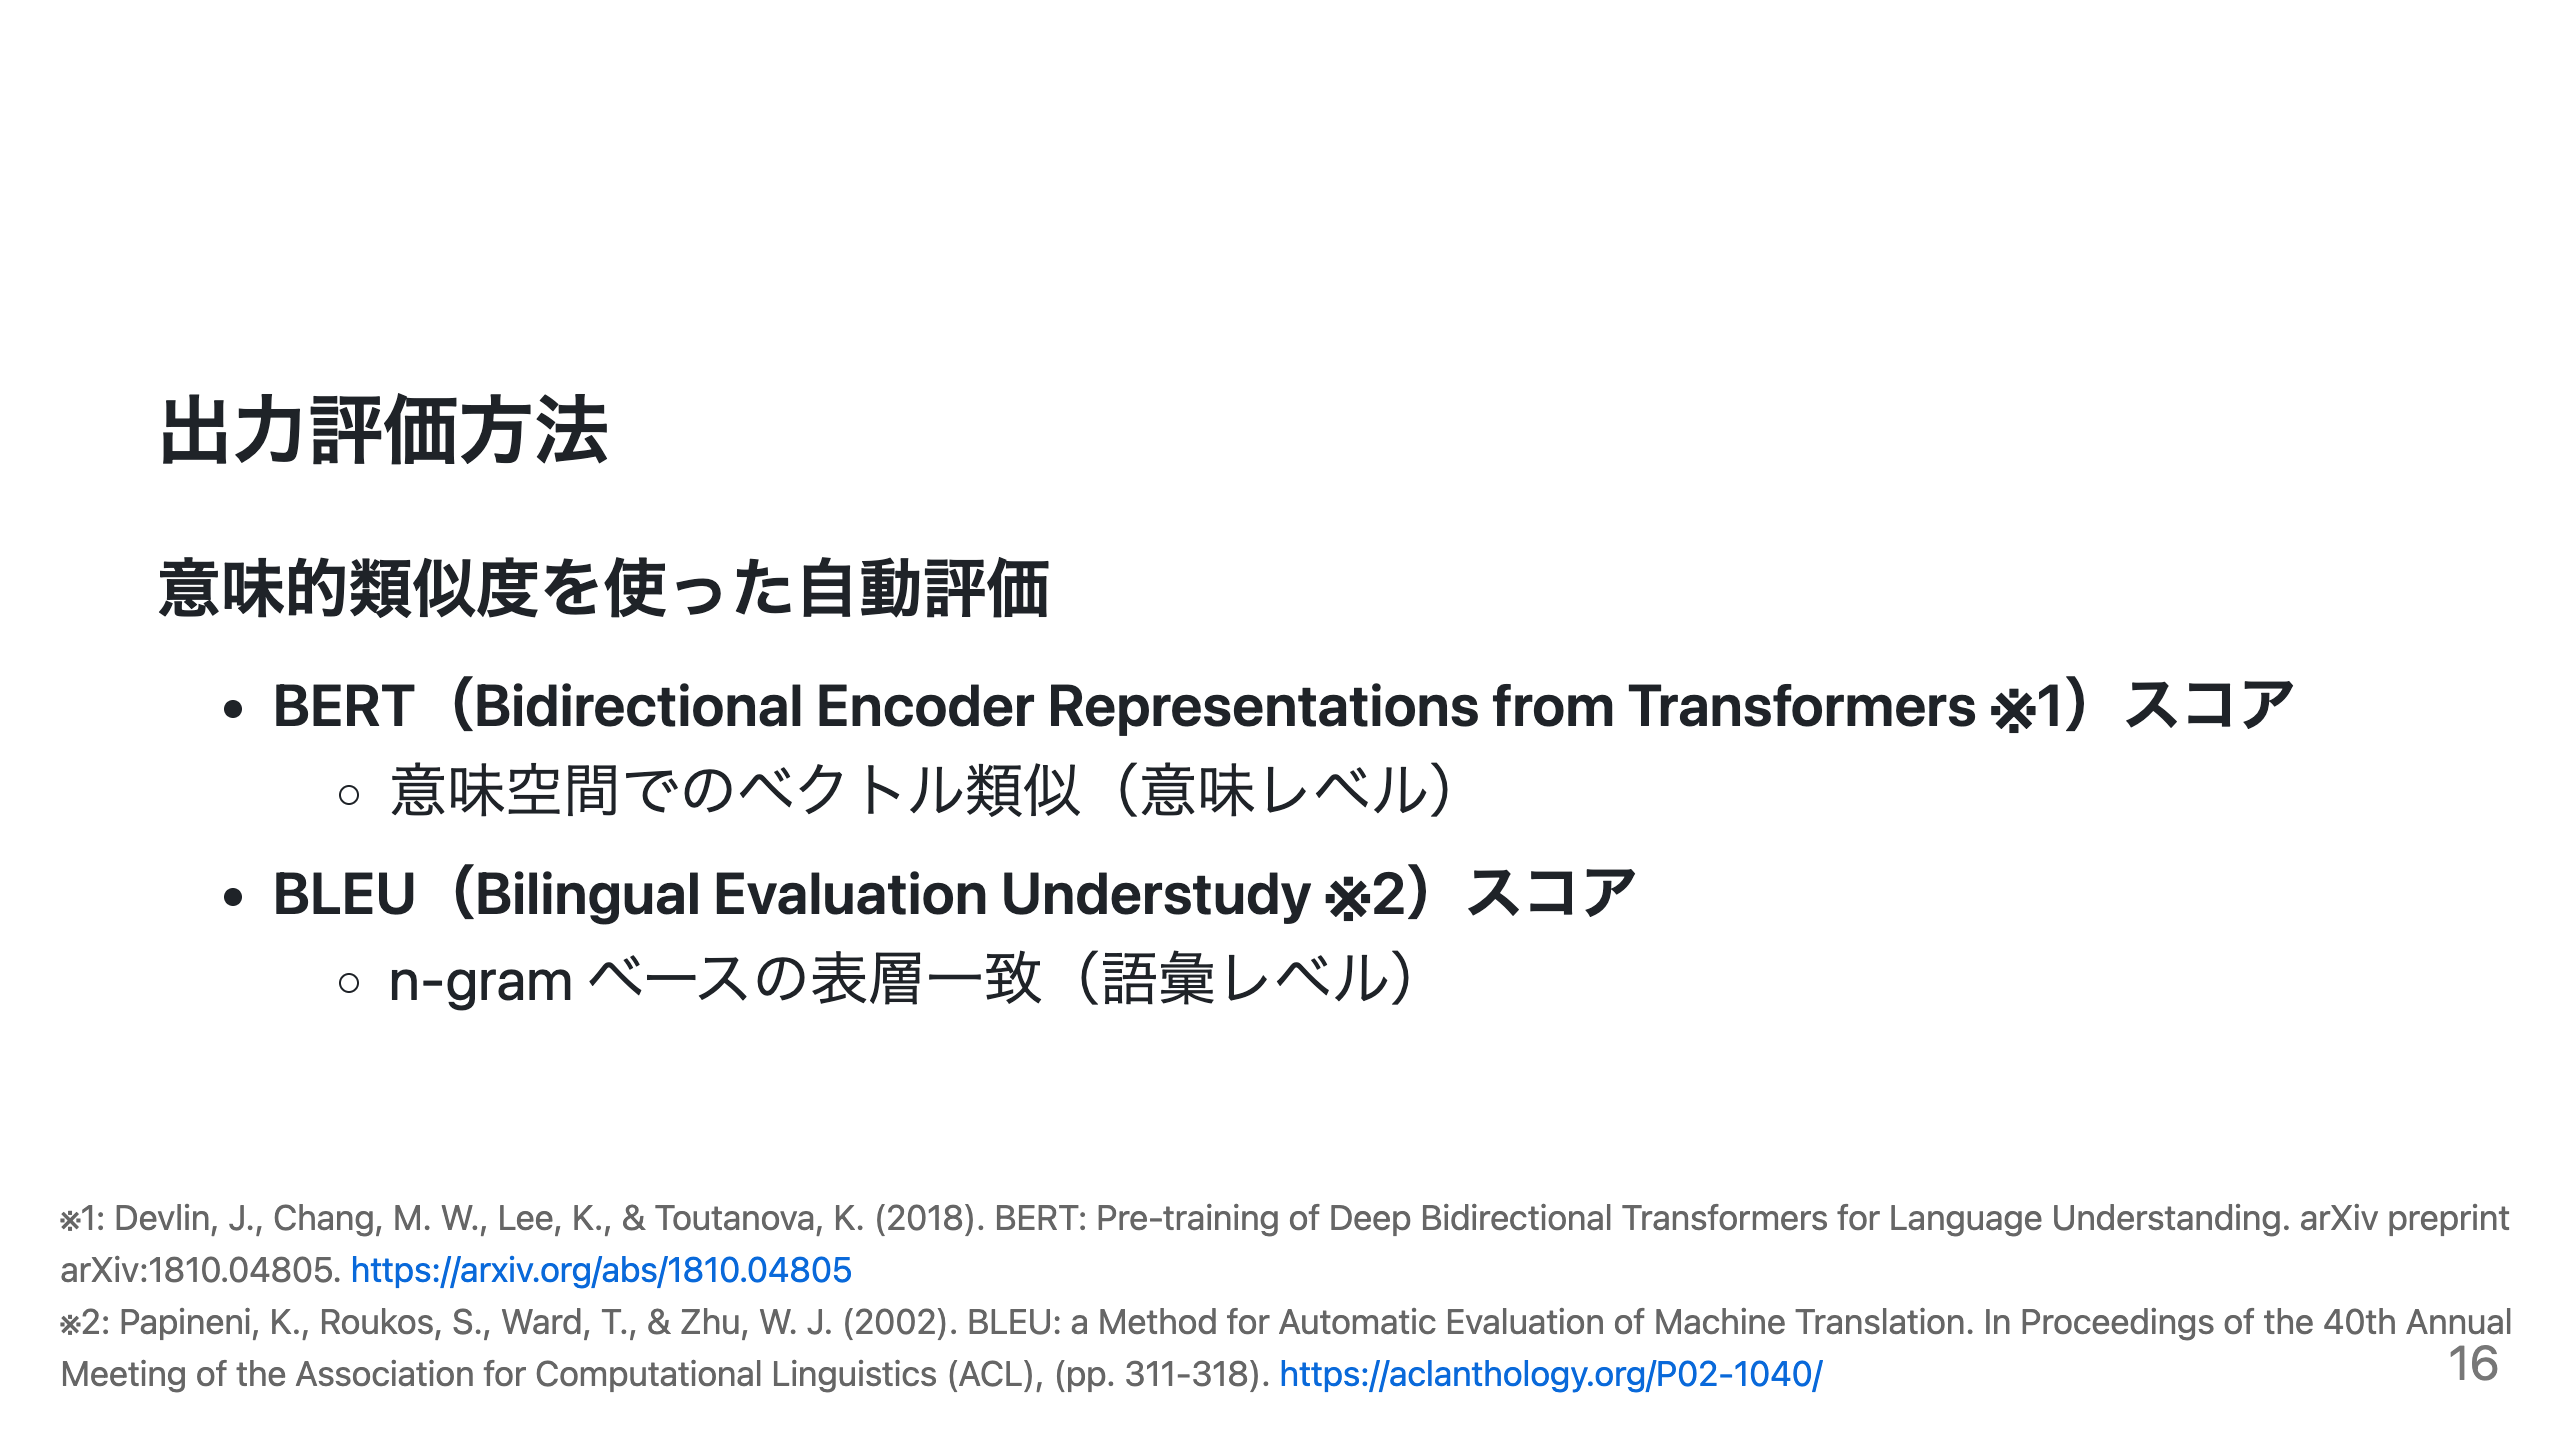 出力評価方法
意味的類似度を使った自動評価
• BERT（Bidirectional Encoder Representations from Transformers ※1）スコア
◦ 意味空間でのベクトル類似（意味レベル）
• BLEU（Bilingual Evaluation Understudy ※2）スコア
◦ n-gram ベースの表層一致（語彙レベル）
※1: Devlin, J., Chang, M. W., Lee, K., & Toutanova, K. (2018). BERT: Pre-training of Deep Bidirectional Transformers for Language Understanding. arXiv preprint
arXiv:1810.04805. https://arxiv.org/abs/1810.04805
※2: Papineni, K., Roukos, S., Ward, T., & Zhu, W. J. (2002). BLEU: a Method for Automatic Evaluation of Machine Translation. In Proceedings of the 40th Annual
Meeting of the Association for Computational Linguistics (ACL), (pp. 311-318). https://aclanthology.org/P02-1040/
16